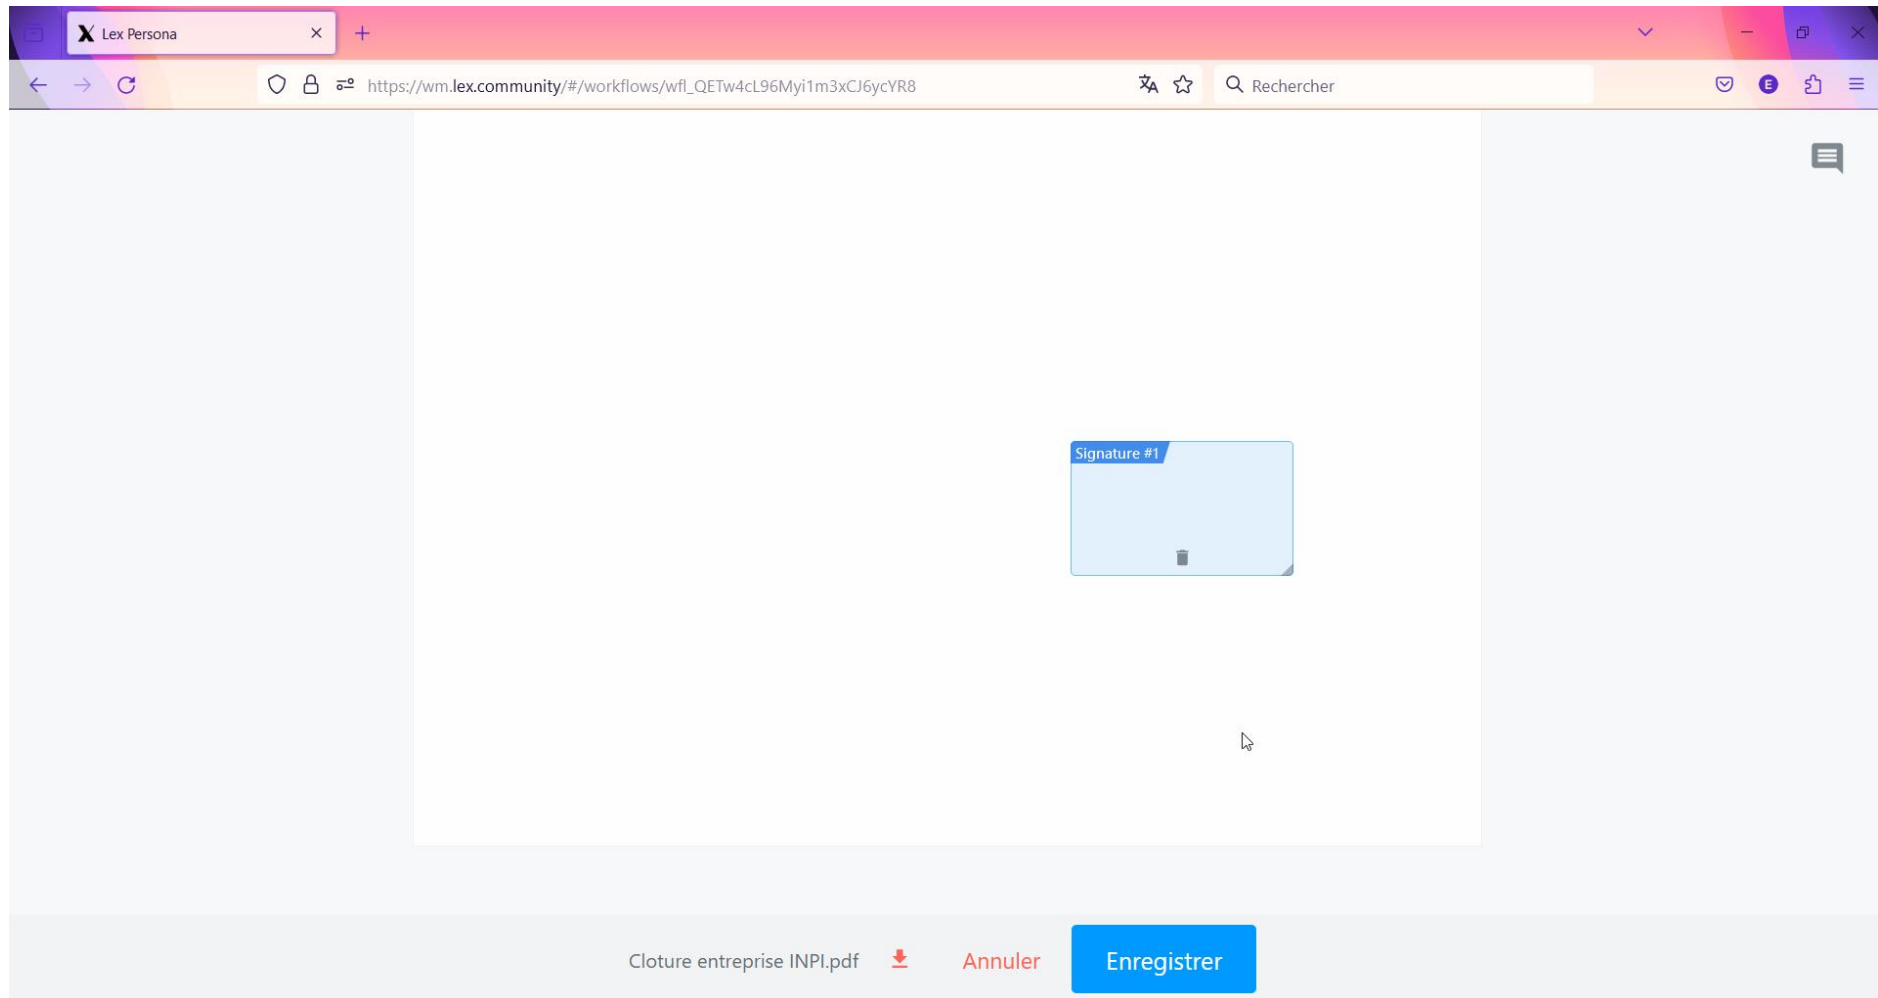 Lex Persona
https://wm.lex.community/#/workflows/wfl_QETw4cL96Myi1m3xCJ6ycYR8
Rechercher
E
Signature #1
Cloture entreprise INPI.pdf
Annuler
Enregistrer